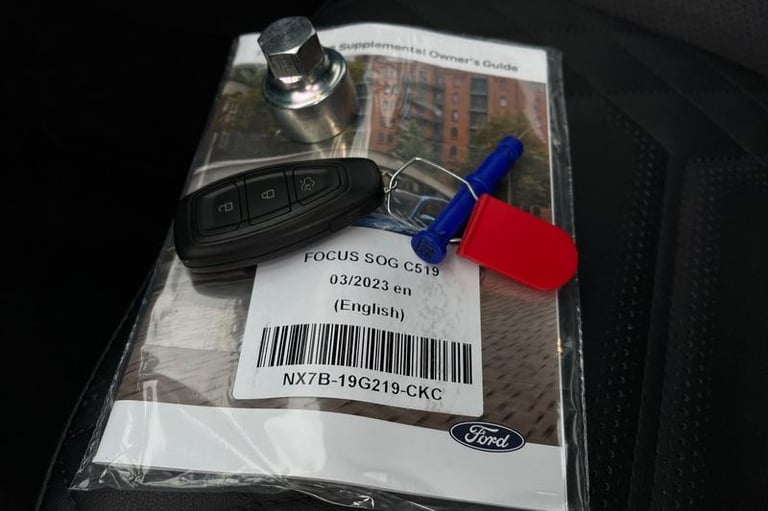 Supplemental Owner's Guide
FOCUS SOG C519
03/2023 en
(English)
NX7B-19G219-CKC
Ford